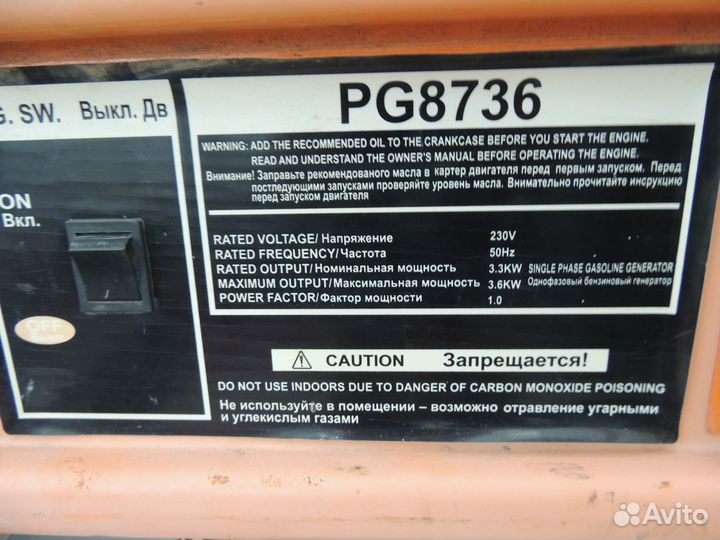 G. SW. Выкл. Дв
ON
Вкл.
OFF
PG8736
WARNING: ADD THE RECOMMENDED OIL TO THE CRANKCASE BEFORE YOU START THE ENGINE.
READ AND UNDERSTAND THE OWNER'S MANUAL BEFORE OPERATING THE ENGINE.
Внимание! Заправьте рекомендованого масла в картер двигателя перед первым запуском. Перед
постледующими запусками проверяйте уровень масла. Внимательно прочитайте инсрукцию
перед запуском двигателя
RATED VOLTAGE/ Напряжение 230V
RATED FREQUENCY/ Частота 50Hz
RATED OUTPUT/ Номинальная мощность 3.3KW SINGLE PHASE GASOLINE GENERATOR
MAXIMUM OUTPUT/ Максимальная мощность 3.6KW Однофазовый бензиновый генератор
POWER FACTOR/ Фактор мощности 1.0
CAUTION Запрещается!
DO NOT USE INDOORS DUE TO DANGER OF CARBON MONOXIDE POISONING
Не используйте в помещении – возможно отравление угарными
и углекислым газами
Avito